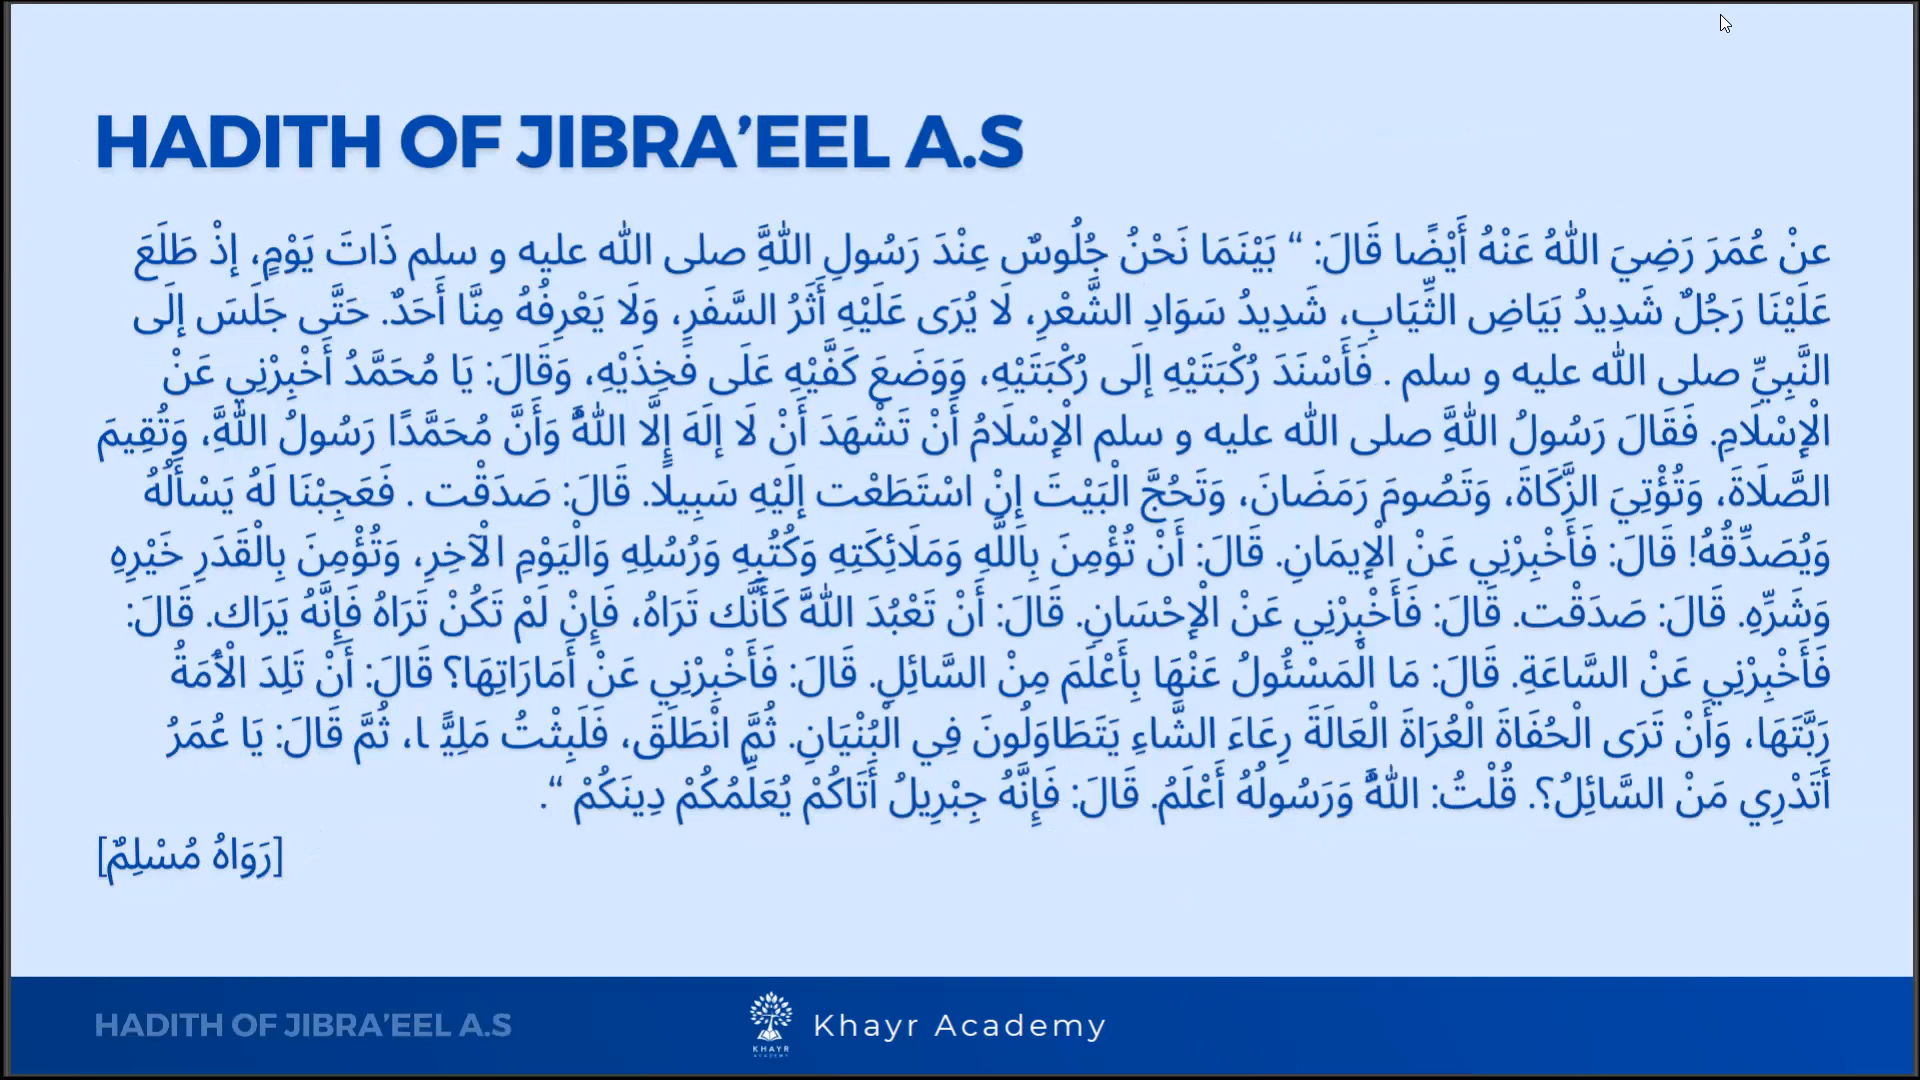 HADITH OF JIBRA’EEL A.S
عنْ عُمَرَ رَضِيَ اللَّهُ عَنْهُ أَيْضًا قَالَ: “ بَيْنَمَا نَحْنُ جُلُوسٌ عِنْدَ رَسُولِ اللَّهِ صلى الله عليه و سلم ذَاتَ يَوْمٍ، إذْ طَلَعَ
عَلَيْنَا رَجُلٌ شَدِيدُ بَيَاضِ الثِّيَابِ، شَدِيدُ سَوَادِ الشَّعْرِ، لَا يُرَى عَلَيْهِ أَثَرُ السَّفَرِ، وَلَا يَعْرِفُهُ مِنَّا أَحَدٌ. حَتَّى جَلَسَ إلَى
النَّبِيِّ صلى الله عليه و سلم . فَأَسْنَدَ رُكْبَتَيْهِ إلَى رُكْبَتَيْهِ، وَوَضَعَ كَفَّيْهِ عَلَى فَخِذَيْهِ، وَقَالَ: يَا مُحَمَّدُ أَخْبِرْنِي عَنْ
الْإِسْلَامِ. فَقَالَ رَسُولُ اللَّهِ صلى الله عليه و سلم الْإِسْلَامُ أَنْ تَشْهَدَ أَنْ لَا إلَهَ إلَّا اللَّهُ وَأَنَّ مُحَمَّدًا رَسُولُ اللَّهِ، وَتُقِيمَ
الصَّلَاةَ، وَتُؤْتِيَ الزَّكَاةَ، وَتَصُومَ رَمَضَانَ، وَتَحُجَّ الْبَيْتَ إنْ اسْتَطَعْت إلَيْهِ سَبِيلًا. قَالَ: صَدَقْت . فَعَجِبْنَا لَهُ يَسْأَلُهُ
وَيُصَدِّقُهُ! قَالَ: فَأَخْبِرْنِي عَنْ الْإِيمَانِ. قَالَ: أَنْ تُؤْمِنَ بِاَللَّهِ وَمَلَائِكَتِهِ وَكُتُبِهِ وَرُسُلِهِ وَالْيَوْمِ الْآخِرِ، وَتُؤْمِنَ بِالْقَدَرِ خَيْرِهِ
وَشَرِّهِ. قَالَ: صَدَقْت. قَالَ: فَأَخْبِرْنِي عَنْ الْإِحْسَانِ. قَالَ: أَنْ تَعْبُدَ اللَّهَ كَأَنَّك تَرَاهُ، فَإِنْ لَمْ تَكُنْ تَرَاهُ فَإِنَّهُ يَرَاك. قَالَ:
فَأَخْبِرْنِي عَنْ السَّاعَةِ. قَالَ: مَا الْمَسْئُولُ عَنْهَا بِأَعْلَمَ مِنْ السَّائِلِ. قَالَ: فَأَخْبِرْنِي عَنْ أَمَارَاتِهَا؟ قَالَ: أَنْ تَلِدَ الْأَمَةُ
رَبَّتَهَا، وَأَنْ تَرَى الْحُفَاةَ الْعُرَاةَ الْعَالَةَ رِعَاءَ الشَّاءِ يَتَطَاوَلُونَ فِي الْبُنْيَانِ. ثُمَّ انْطَلَقَ، فَلَبِثْتُ مَلِيًّا، ثُمَّ قَالَ: يَا عُمَرُ
أَتَدْرِي مَنْ السَّائِلُ؟. قُلْتُ: اللَّهُ وَرَسُولُهُ أَعْلَمُ. قَالَ: فَإِنَّهُ جِبْرِيلُ أَتَاكُمْ يُعَلِّمُكُمْ دِينَكُمْ “.
[رَوَاهُ مُسْلِمٌ]
HADITH OF JIBRA’EEL A.S
KHAYR
ACADEMY
Khayr Academy